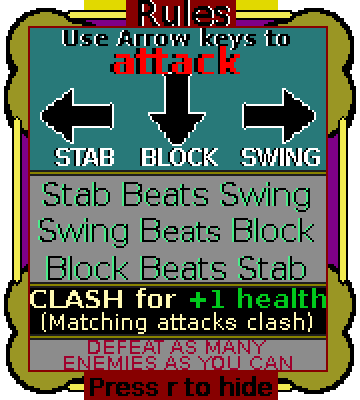 Rules
Use Arrow keys to
attack
STAB BLOCK SWING
Stab Beats Swing
Swing Beats Block
Block Beats Stab
CLASH for +1 health
(Matching attacks clash)
DEFEAT AS MANY
ENEMIES AS YOU CAN
Press r to hide